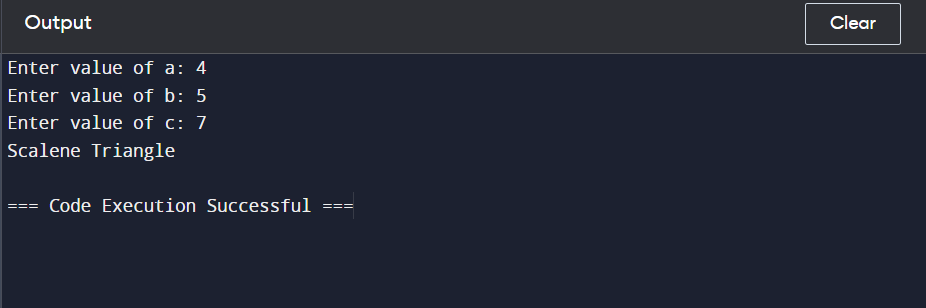 Output
Clear
Enter value of a: 4
Enter value of b: 5
Enter value of c: 7
Scalene Triangle
=== Code Execution Successful ===